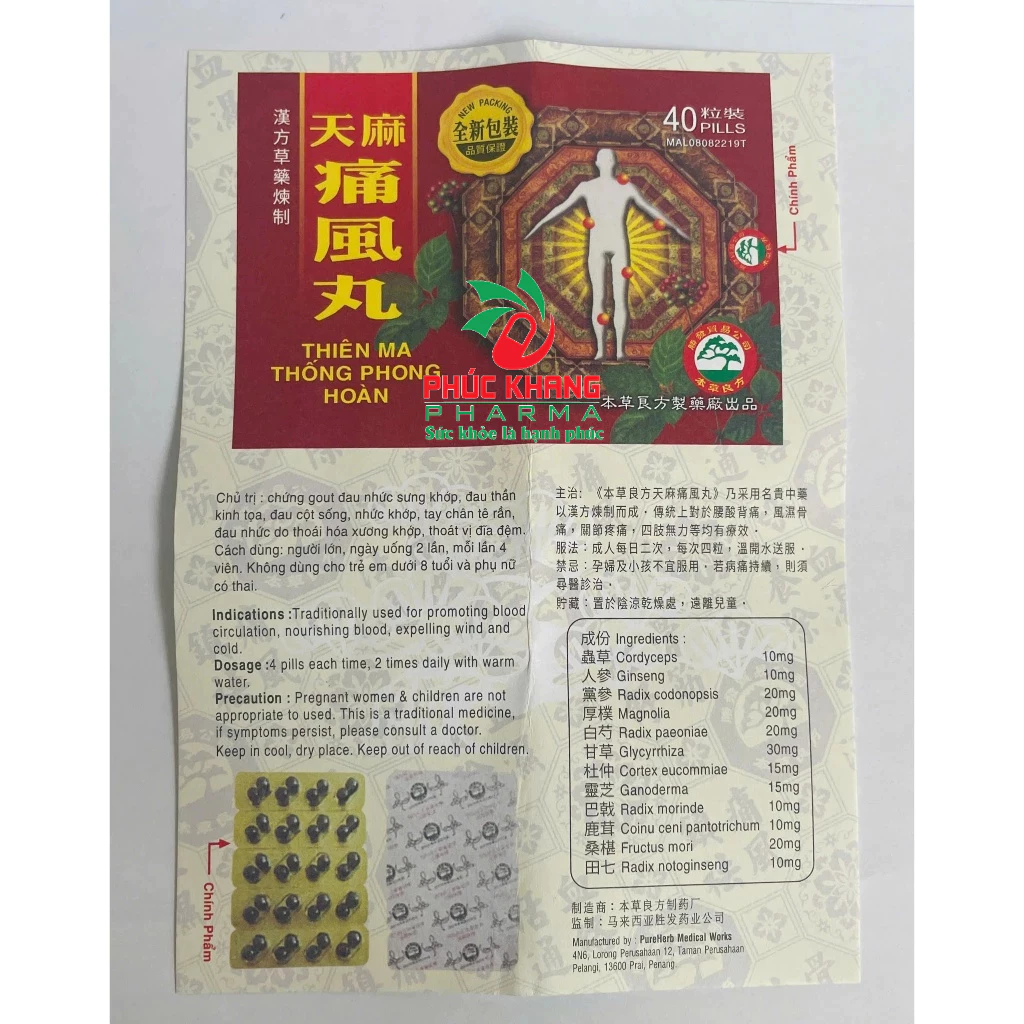 漢方草藥煉制
天麻
痛風丸
THIÊN MA
THỐNG PHONG
HOÀN
NEW PACKING
全新包裝
品質保證
40粒裝
PILLS
MAL08082219T
Chính Phẩm
勝發貿易公司
本草良方
本草良方製藥廠出品
PHÚC KHANG
PHARMA
Sức khỏe là hạnh phúc
Chủ trị : chứng gout đau nhức sưng khớp, đau thần
kinh tọa, đau cột sống, nhức khớp, tay chân tê rần,
đau nhức do thoái hóa xương khớp, thoát vị đĩa đệm.
Cách dùng: người lớn, ngày uống 2 lần, mỗi lần 4
viên. Không dùng cho trẻ em dưới 8 tuổi và phụ nữ
có thai.
Indications :Traditionally used for promoting blood
circulation, nourishing blood, expelling wind and
cold.
Dosage :4 pills each time, 2 times daily with warm
water.
Precaution : Pregnant women & children are not
appropriate to used. This is a traditional medicine,
if symptoms persist, please consult a doctor.
Keep in cool, dry place. Keep out of reach of children.
Chính Phẩm
主治:《本草良方天麻痛風丸》乃采用名貴中藥
以漢方煉制而成，傳統上對於腰酸背痛，風濕骨
痛，關節疼痛，四肢無力等均有療效。
服法：成人每日二次，每次四粒，溫開水送服。
禁忌：孕婦及小孩不宜服用。若病痛持續，則須
尋醫診治。
貯藏：置於陰涼乾燥處，遠離兒童。
成份 Ingredients :
蟲草 Cordyceps 10mg
人參 Ginseng 10mg
黨參 Radix codonopsis 20mg
厚樸 Magnolia 20mg
白芍 Radix paeoniae 20mg
甘草 Glycyrrhiza 30mg
杜仲 Cortex eucommiae 15mg
靈芝 Ganoderma 15mg
巴戟 Radix morinde 10mg
鹿茸 Coinu ceni pantotrichum 10mg
桑椹 Fructus mori 20mg
田七 Radix notoginseng 10mg
制造商：本草良方制药厂
监制：马来西亚胜发药业公司
Manufactured by : PureHerb Medical Works
4N6, Lorong Perusahaan 12, Taman Perusahaan
Pelangi, 13600 Prai, Penang.